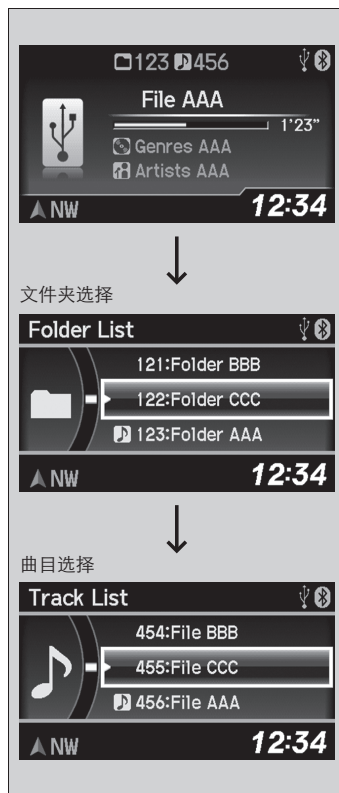 123 456
File AAA
1'23"
Genres AAA
Artists AAA
NW 12:34
文件夹选择
Folder List
121:Folder BBB
122:Folder CCC
123:Folder AAA
NW 12:34
曲目选择
Track List
454:File BBB
455:File CCC
456:File AAA
NW 12:34